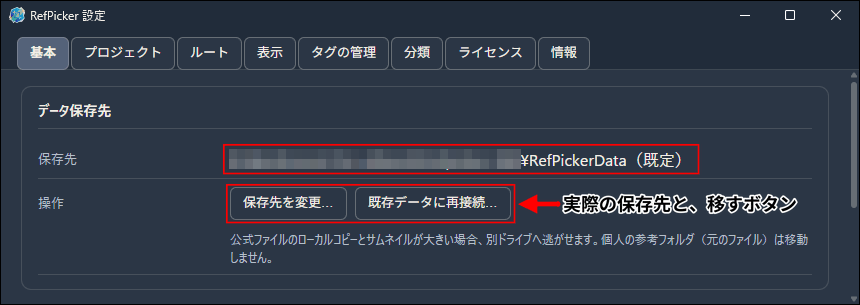 RefPicker 設定
基本 プロジェクト ルート 表示 タグの管理 分類 ライセンス 情報
データ保存先
保存先 ¥RefPickerData（既定）
操作 保存先を変更... 既存データに再接続... 実際の保存先と、移すボタン
公式ファイルのローカルコピーとサムネイルが大きい場合、別ドライブへ逃がせます。個人の参考フォルダ（元のファイル）は移動
しません。